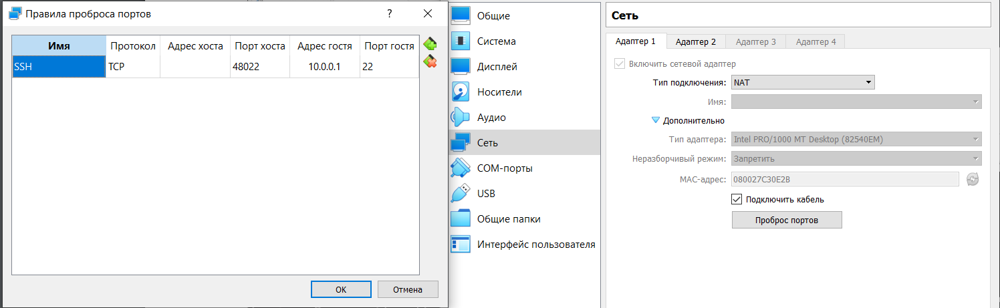 Правила проброса портов
?
Имя Протокол Адрес хоста Порт хоста Адрес гостя Порт гостя
SSH TCP 48022 10.0.0.1 22
OK Отмена
Общие
Система
Дисплей
Носители
Аудио
Сеть
COM-порты
USB
Общие папки
Интерфейс пользователя
Сеть
Адаптер 1 Адаптер 2 Адаптер 3 Адаптер 4
Включить сетевой адаптер
Тип подключения: NAT
Имя:
Дополнительно
Тип адаптера: Intel PRO/1000 MT Desktop (82540EM)
Неразборчивый режим: Запретить
MAC-адрес: 080027C30E2B
Подключить кабель
Проброс портов